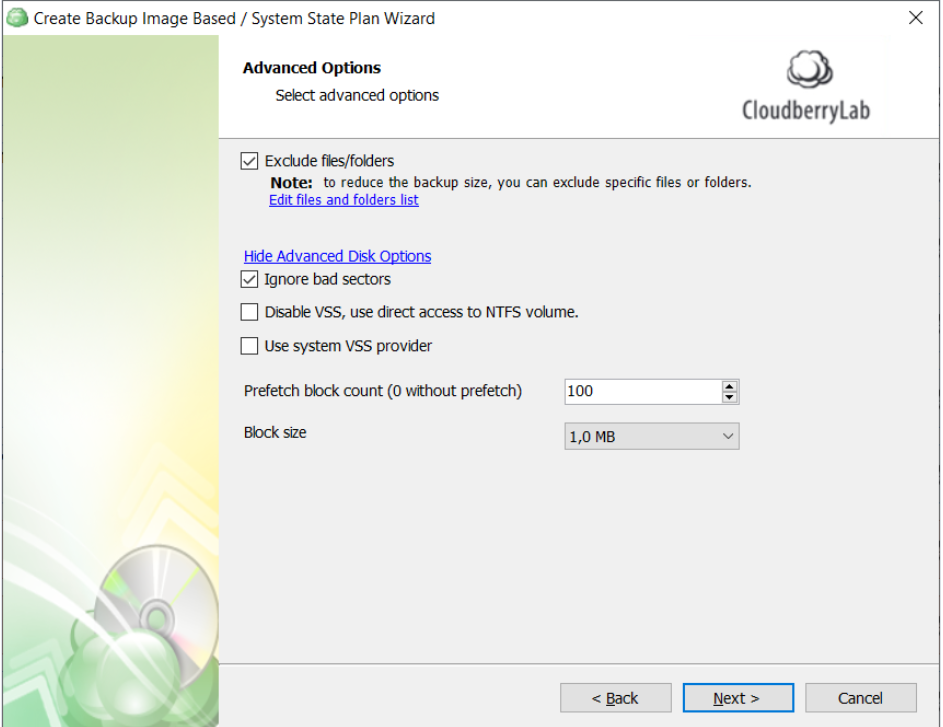 Create Backup Image Based / System State Plan Wizard
Advanced Options
Select advanced options
CloudberryLab
Exclude files/folders
Note: to reduce the backup size, you can exclude specific files or folders.
Edit files and folders list
Hide Advanced Disk Options
Ignore bad sectors
Disable VSS, use direct access to NTFS volume.
Use system VSS provider
Prefetch block count (0 without prefetch) 100
Block size 1,0 MB
< Back Next > Cancel